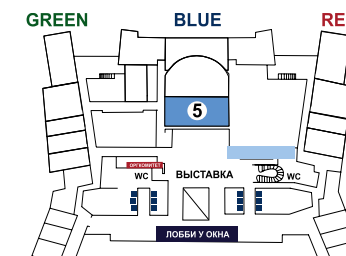 GREEN BLUE RE
5
ОРГКОМИТЕТ
WC ВЫСТАВКА WC
ЛОББИ У ОКНА